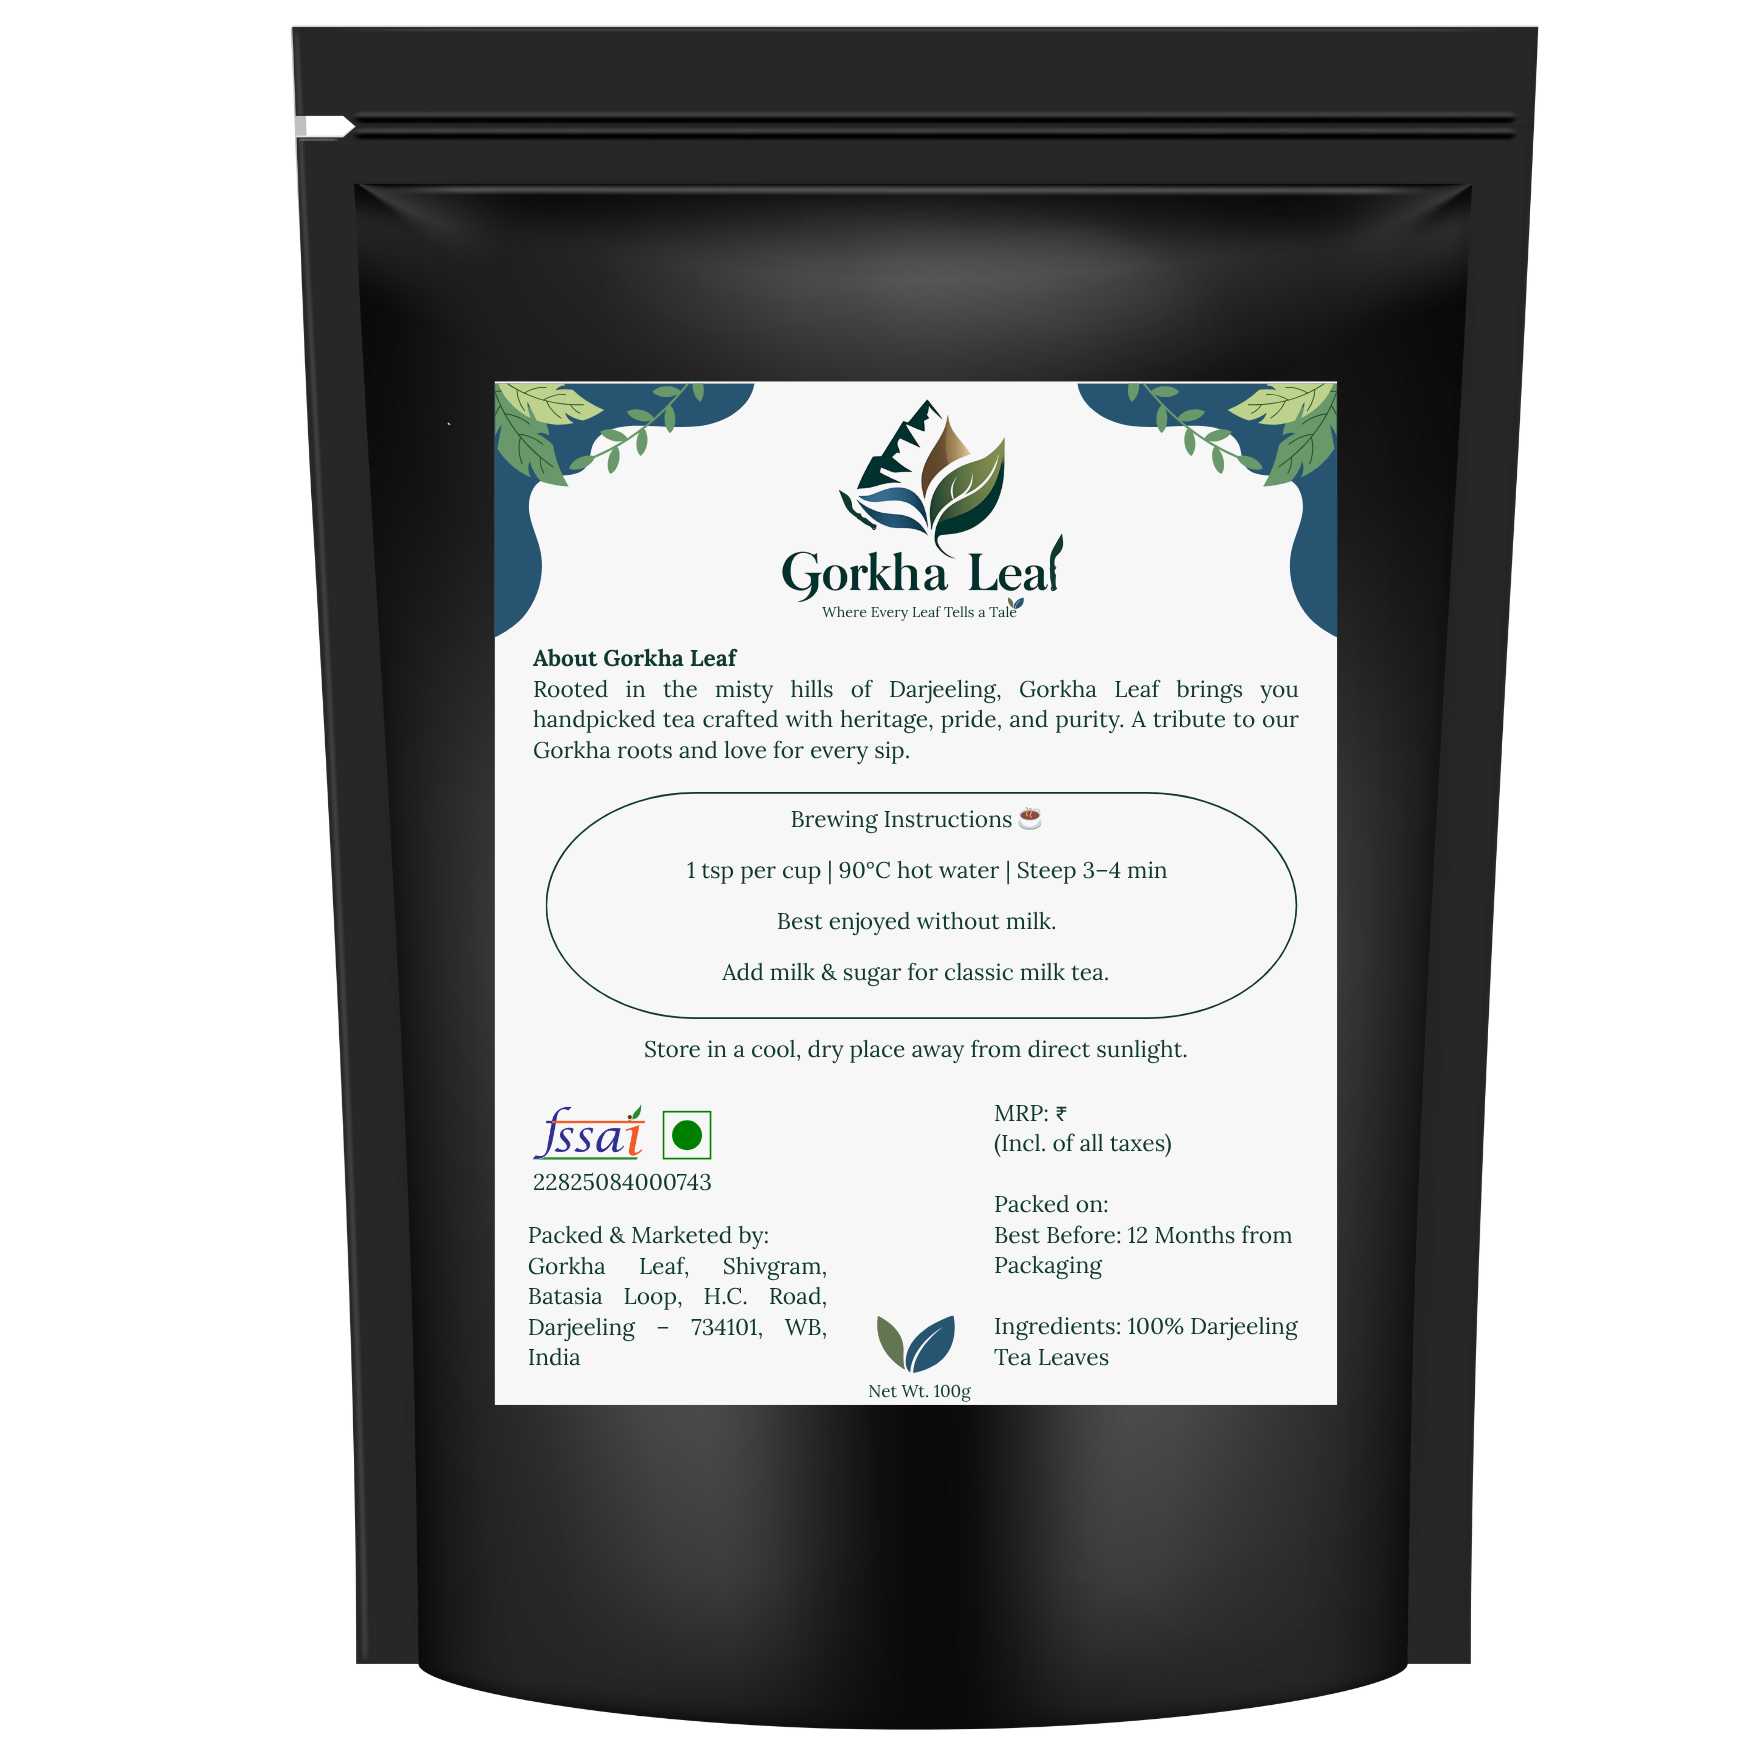 Gorkha Leaf
Where Every Leaf Tells a Tale
About Gorkha Leaf
Rooted in the misty hills of Darjeeling, Gorkha Leaf brings you
handpicked tea crafted with heritage, pride, and purity. A tribute to our
Gorkha roots and love for every sip.
Brewing Instructions ☕
1 tsp per cup | 90°C hot water | Steep 3–4 min
Best enjoyed without milk.
Add milk & sugar for classic milk tea.
Store in a cool, dry place away from direct sunlight.
fssai
22825084000743
Packed & Marketed by:
Gorkha Leaf, Shivgram,
Batasia Loop, H.C. Road,
Darjeeling – 734101, WB,
India
MRP: ₹
(Incl. of all taxes)
Packed on:
Best Before: 12 Months from
Packaging
Ingredients: 100% Darjeeling
Tea Leaves
Net Wt. 100g